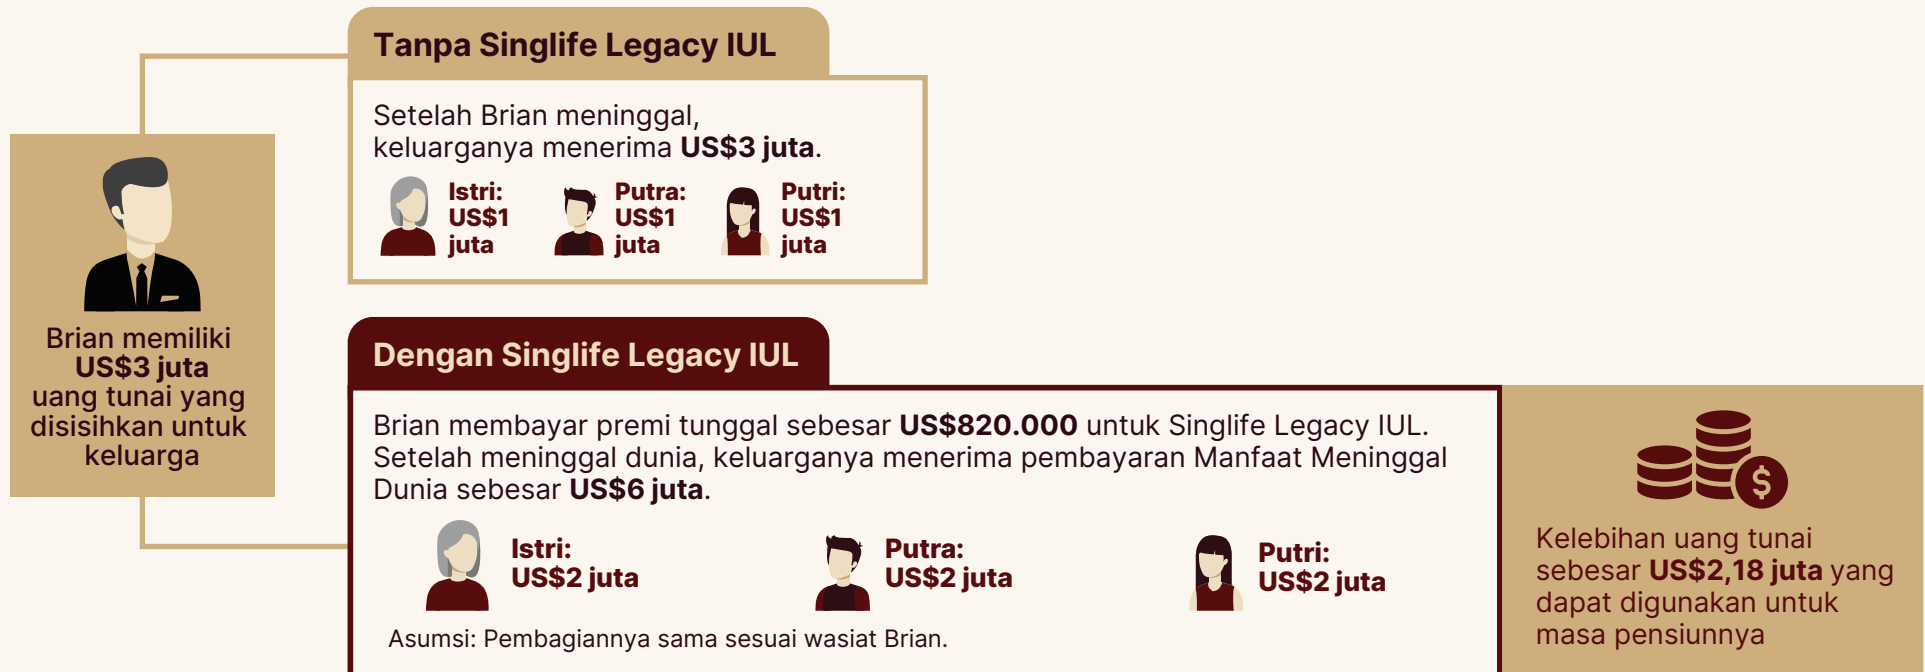 Tanpa Singlife Legacy IUL
Setelah Brian meninggal,
keluarganya menerima US$3 juta.
Istri:
US$1
juta
Putra:
US$1
juta
Putri:
US$1
juta
Brian memiliki
US$3 juta
uang tunai yang
disisihkan untuk
keluarga
Dengan Singlife Legacy IUL
Brian membayar premi tunggal sebesar US$820.000 untuk Singlife Legacy IUL.
Setelah meninggal dunia, keluarganya menerima pembayaran Manfaat Meninggal
Dunia sebesar US$6 juta.
Istri:
US$2 juta
Putra:
US$2 juta
Putri:
US$2 juta
Asumsi: Pembagiannya sama sesuai wasiat Brian.
$
Kelebihan uang tunai
sebesar US$2,18 juta yang
dapat digunakan untuk
masa pensiunnya